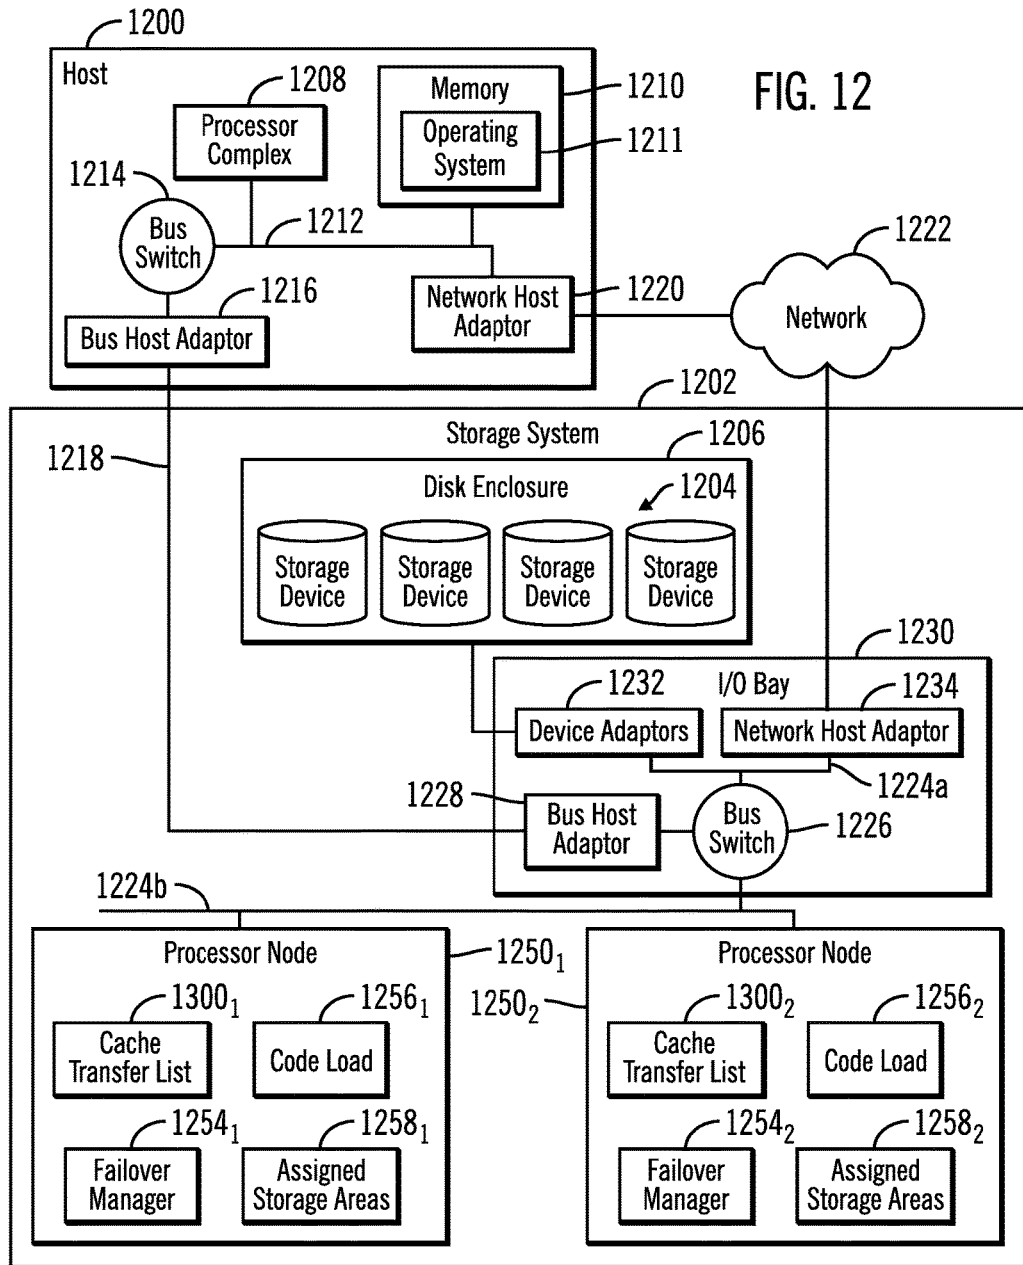 1200
Host
1208
Processor
Complex
Memory
1210
Operating
System
1211
FIG. 12
1214
Bus
Switch
1212
1216
Bus Host Adaptor
Network Host
Adaptor
1220
1222
Network
1202
Storage System
1218
1206
Disk Enclosure
1204
Storage
Device
Storage
Device
Storage
Device
Storage
Device
1230
I/O Bay
1232
1234
Device Adaptors
Network Host Adaptor
1224a
1228
Bus Host
Adaptor
Bus
Switch
1226
1224b
Processor Node
1250₁
1300₁
1256₁
Cache
Transfer List
Code Load
1254₁
1258₁
Failover
Manager
Assigned
Storage Areas
Processor Node
1250₂
1300₂
1256₂
Cache
Transfer List
Code Load
1254₂
1258₂
Failover
Manager
Assigned
Storage Areas